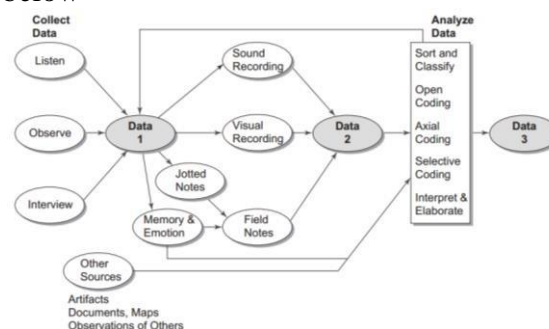 Collect
Data
Analyze
Data
Listen
Sound
Recording
Sort and
Classify
Open
Coding
Observe
Data
1
Visual
Recording
Data
2
Axial
Coding
Data
3
Jotted
Notes
Selective
Coding
Interview
Memory &
Emotion
Field
Notes
Interpret &
Elaborate
Other
Sources
Artifacts
Documents, Maps
Observations of Others